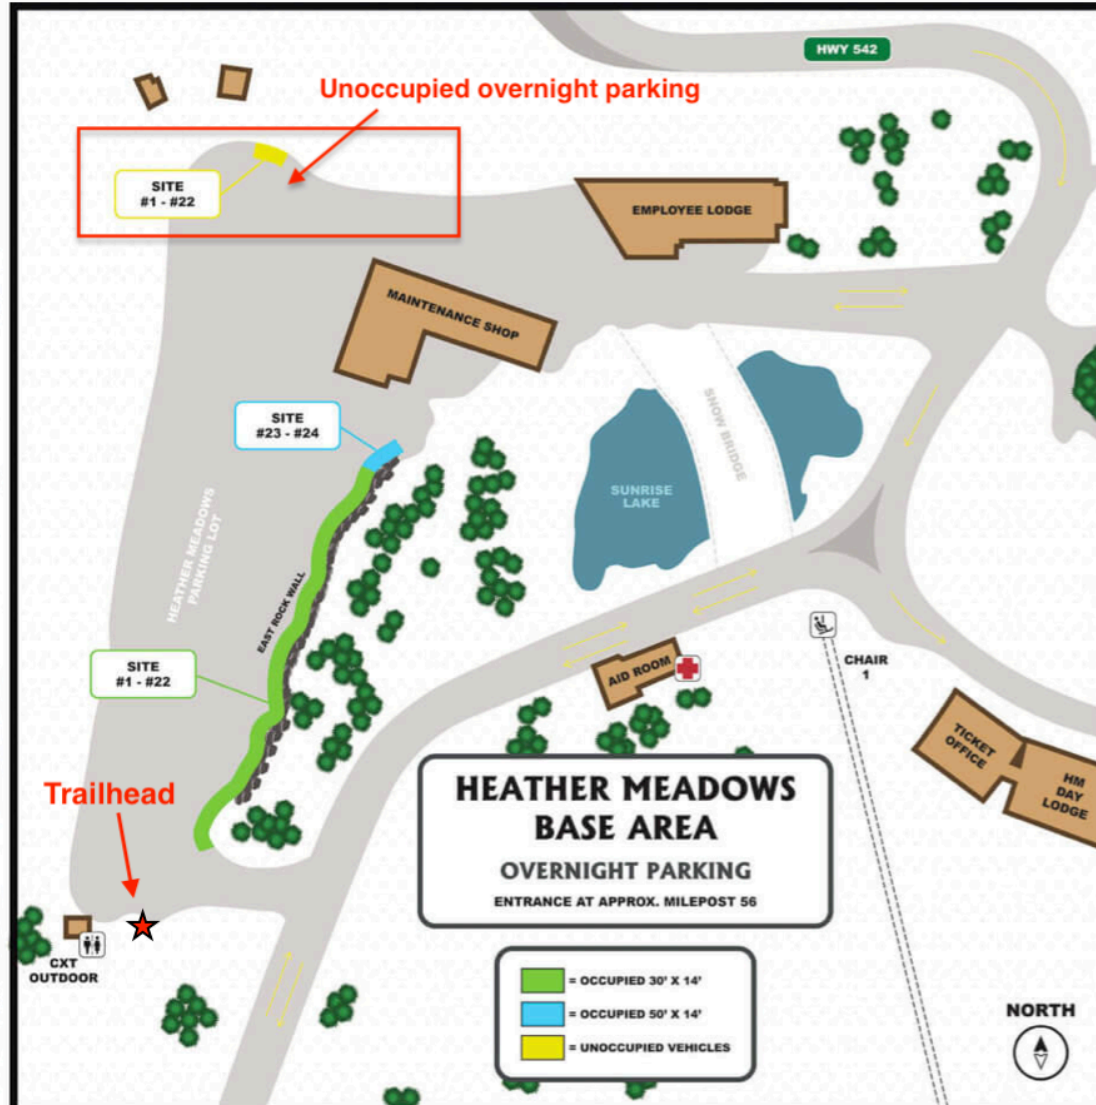 HWY 542
Unoccupied overnight parking
SITE
#1 - #22
EMPLOYEE LODGE
MAINTENANCE SHOP
SITE
#23 - #24
SNOW BRIDGE
SUNRISE
LAKE
HEATHER MEADOWS
PARKING LOT
EAST ROCK WALL
SITE
#1 - #22
AID ROOM
CHAIR
1
TICKET
OFFICE
HM
DAY
LODGE
Trailhead
HEATHER MEADOWS
BASE AREA
OVERNIGHT PARKING
ENTRANCE AT APPROX. MILEPOST 56
CXT
OUTDOOR
= OCCUPIED 30' X 14'
= OCCUPIED 50' X 14'
= UNOCCUPIED VEHICLES
NORTH